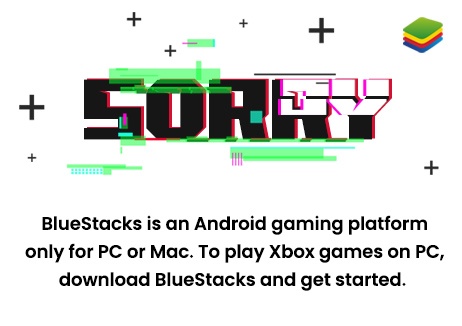 SORRY
BlueStacks is an Android gaming platform
only for PC or Mac. To play Xbox games on PC,
download BlueStacks and get started.